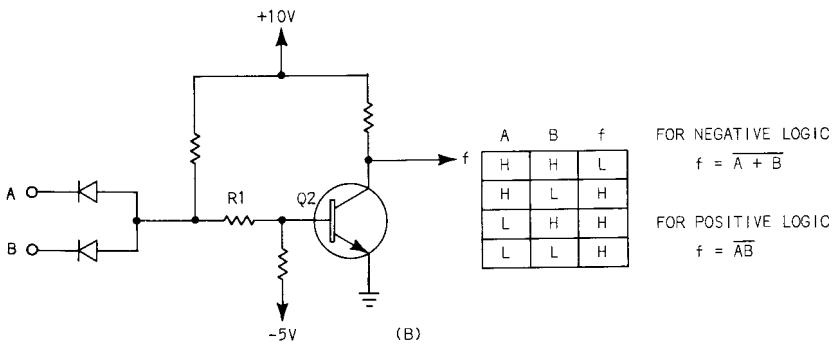 +10V
A
B
R1
Q2
f
-5V
(B)
A B f
H H L
H L H
L H H
L L H
FOR NEGATIVE LOGIC
f = A + B
FOR POSITIVE LOGIC
f = AB